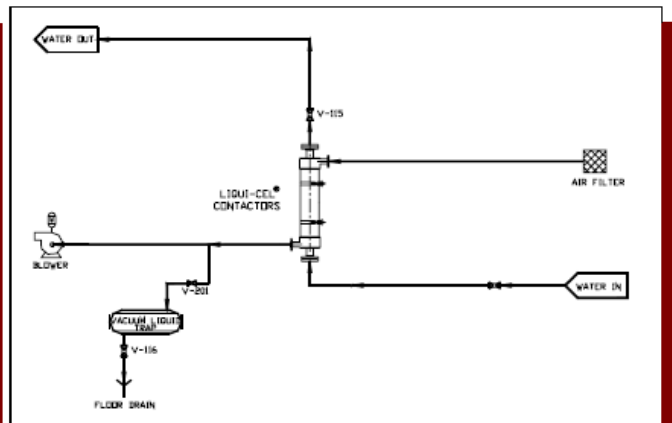 WATER OUT
V-115
LIQUI-CEL®
CONTACTORS
AIR FILTER
BLOWER
V-201
WATER IN
VACUUM LIQUID
TRAP
V-116
FLOOR DRAIN